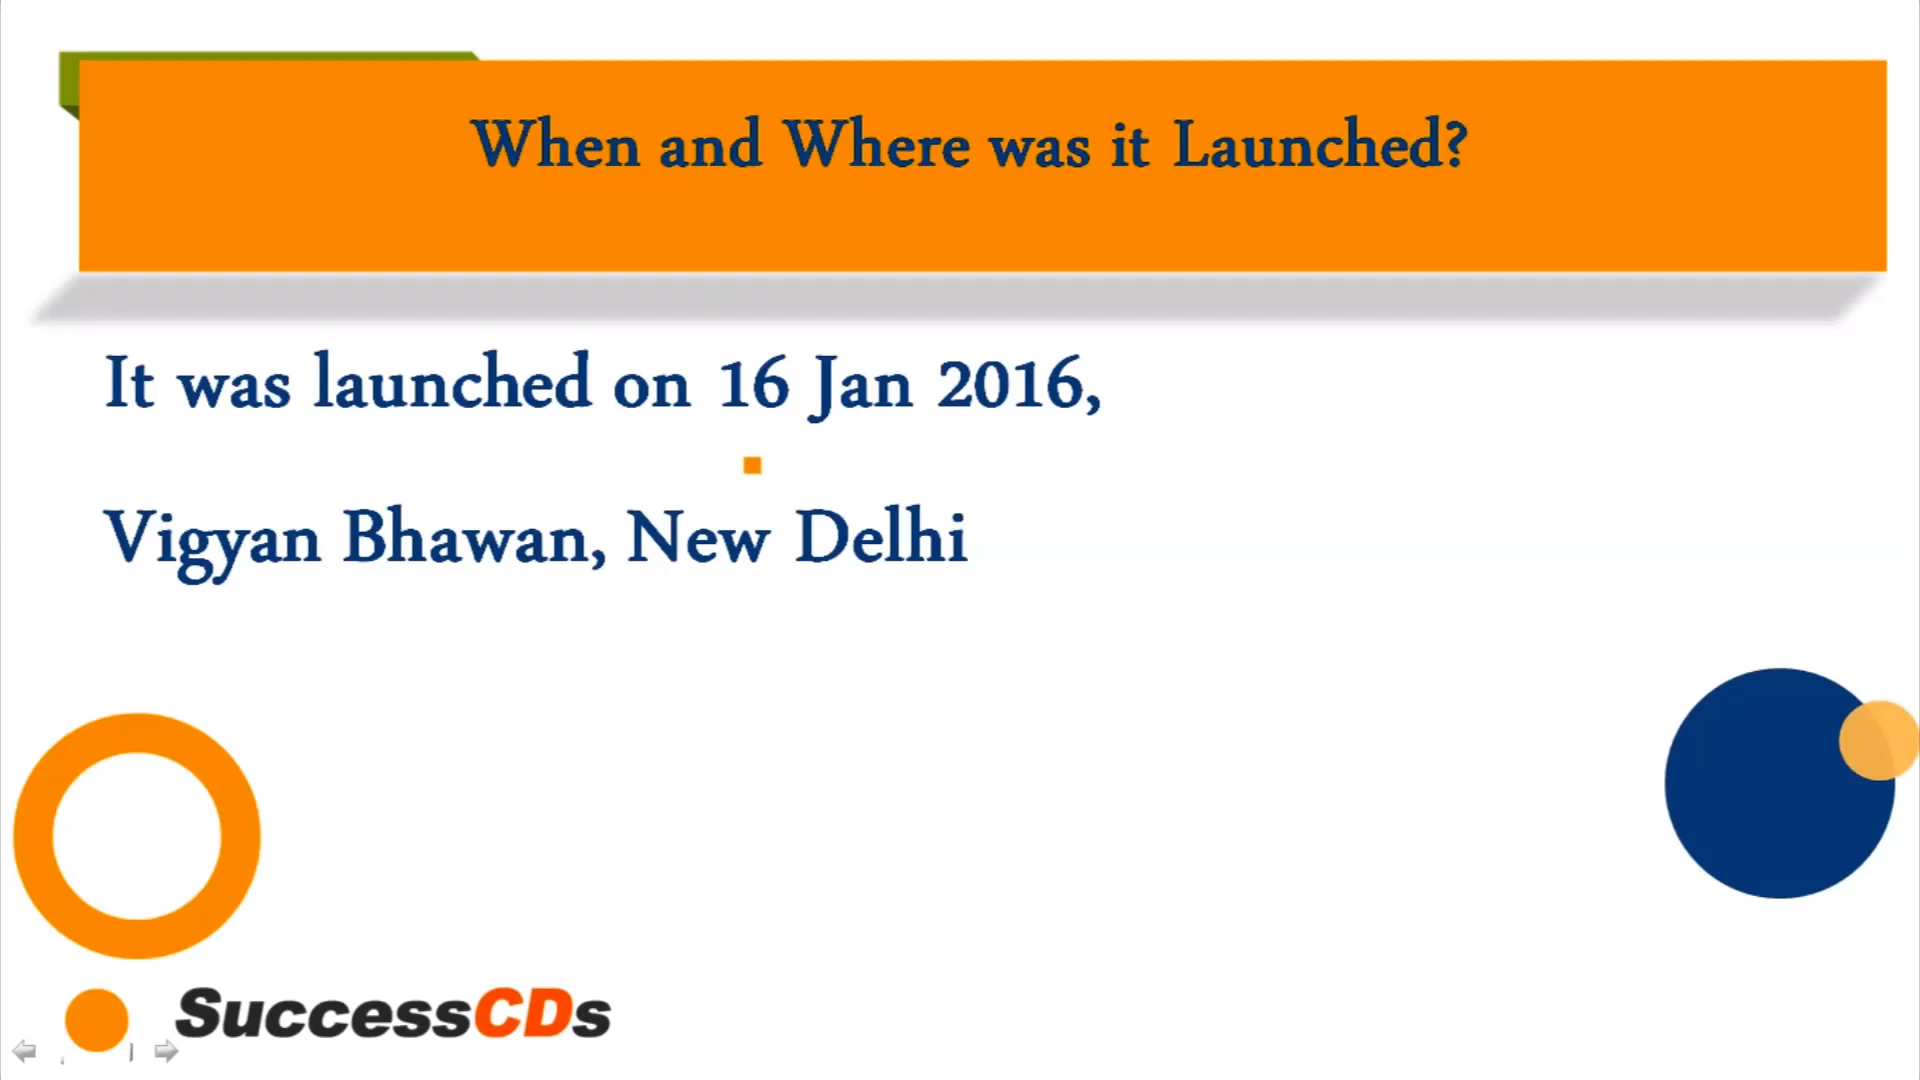 When and Where was it Launched?
It was launched on 16 Jan 2016,
Vigyan Bhawan, New Delhi
SuccessCDs